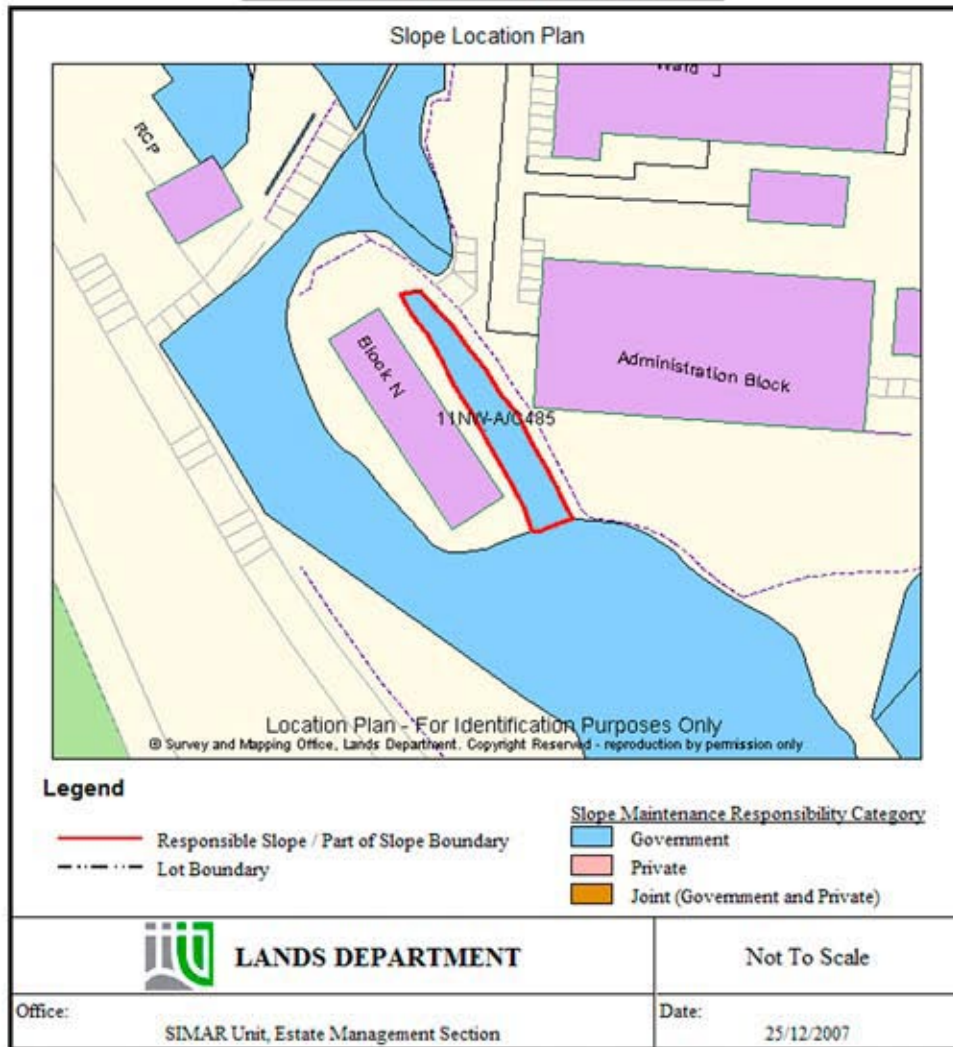 Slope Location Plan
Ward
RCP
Block N
Administration Block
11NW-A/C485
Location Plan - For Identification Purposes Only
© Survey and Mapping Office, Lands Department. Copyright Reserved - reproduction by permission only
Legend
Responsible Slope / Part of Slope Boundary
Lot Boundary
Slope Maintenance Responsibility Category
Government
Private
Joint (Government and Private)
LANDS DEPARTMENT
Not To Scale
Office:
SIMAR Unit, Estate Management Section
Date:
25/12/2007